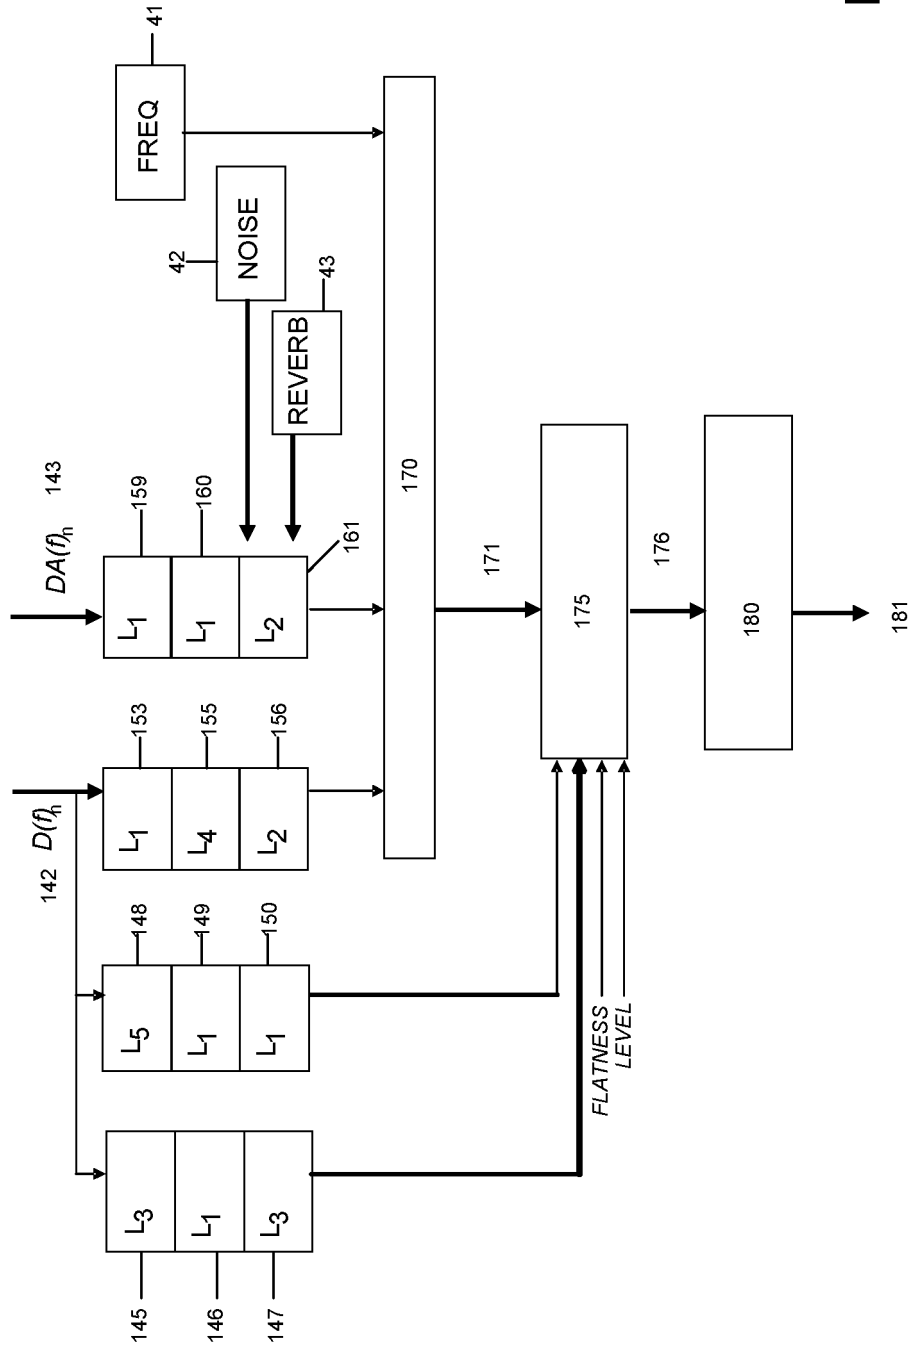 41
FREQ
42
NOISE
43
REVERB
DA(f)n
143
159
160
161
L1
L1
L2
D(f)n
142
153
155
156
L1
L4
L2
148
149
150
L5
L1
L1
145
146
147
L3
L1
L3
170
171
175
FLATNESS
LEVEL
176
180
181